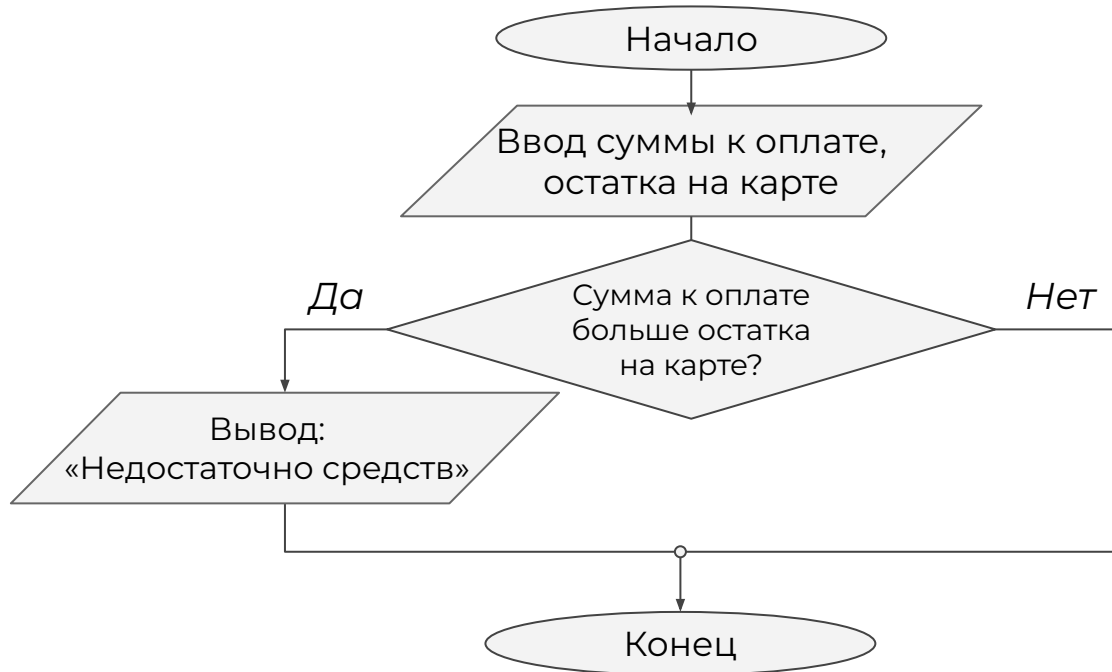 Начало
Ввод суммы к оплате,
остатка на карте
Да
Сумма к оплате
больше остатка
на карте?
Нет
Вывод:
«Недостаточно средств»
Конец